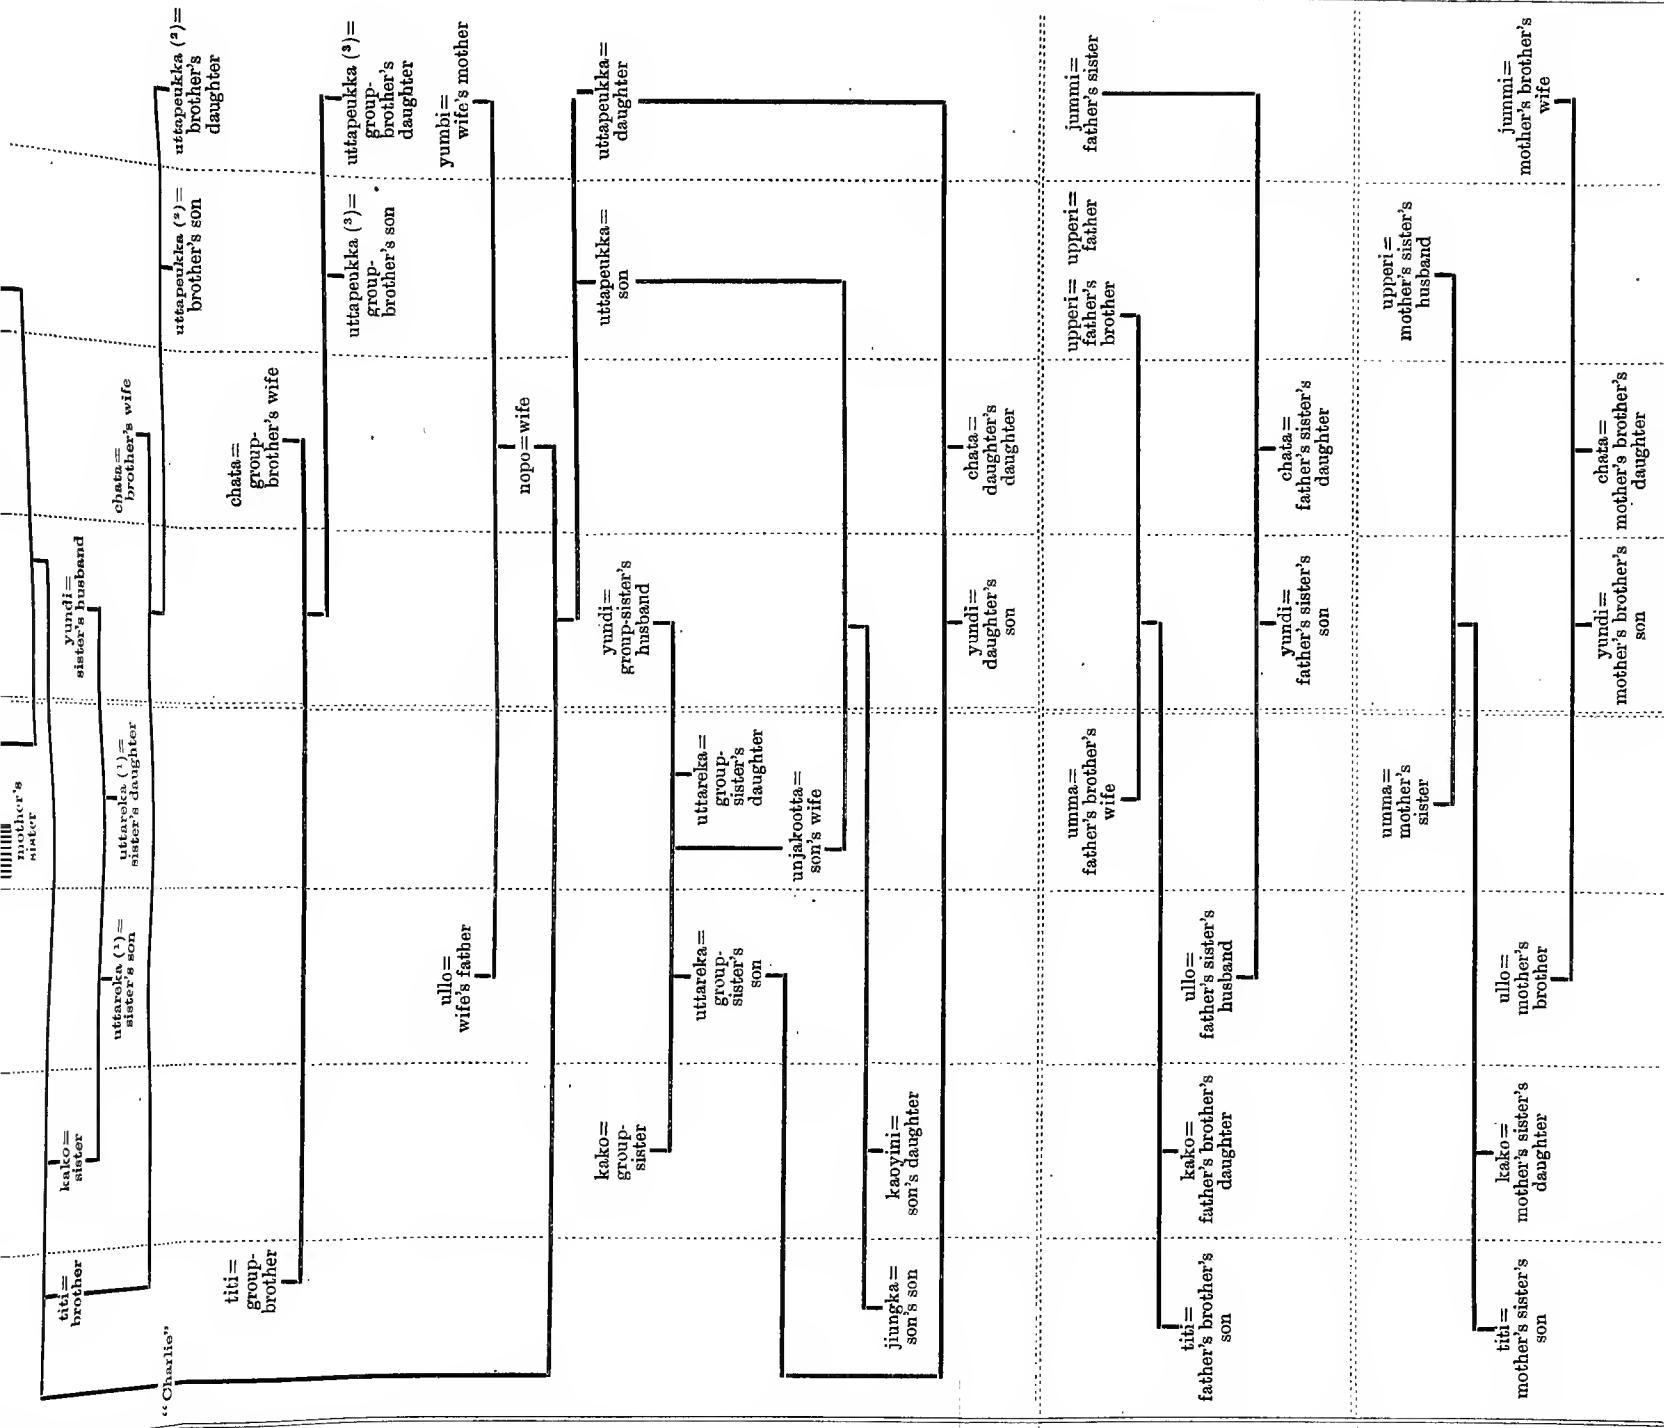 mother's
sister
titi=
brother
kako=
sister
yundi=
sister's husband
uttareka (¹)=
sister's son
uttareka (¹)=
sister's daughter
chata=
brother's wife
"Charlie"
uttapeukka (²)=
brother's son
uttapeukka (²)=
brother's
daughter
titi=
group-
brother
chata=
group-
brother's wife
uttapeukka (³)=
group-
brother's son
uttapeukka (³)=
group-
brother's
daughter
ullo=
wife's father
yumbi=
wife's mother
nopo=wife
kako=
group-
sister
yundi=
group-sister's
husband
uttapeukka=
son
uttapeukka=
daughter
uttareka=
group-
sister's
son
uttareka=
group-
sister's
daughter
unjakootta=
son's wife
jiungka=
son's son
kaoyini=
son's daughter
yundi=
daughter's
son
chata=
daughter's
daughter
umma=
father's brother's
wife
upperi=
father's
brother
upperi=
father
jummi=
father's sister
titi=
father's brother's
son
kako=
father's brother's
daughter
ullo=
father's sister's
husband
yundi=
father's sister's
son
chata=
father's sister's
daughter
umma=
mother's
sister
upperi=
mother's sister's
husband
titi=
mother's sister's
son
kako=
mother's sister's
daughter
ullo=
mother's
brother
jummi=
mother's brother's
wife
yundi=
mother's brother's
son
chata=
mother's brother's
daughter